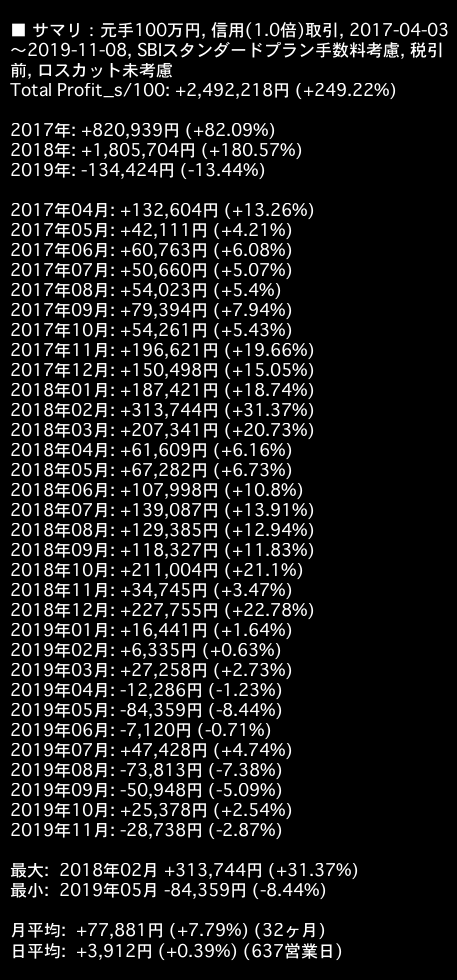 ■ サマリ : 元手100万円, 信用(1.0倍)取引, 2017-04-03
～2019-11-08, SBIスタンダードプラン手数料考慮, 税引
前, ロスカット未考慮
Total Profit_s/100: +2,492,218円 (+249.22%)
2017年: +820,939円 (+82.09%)
2018年: +1,805,704円 (+180.57%)
2019年: -134,424円 (-13.44%)
2017年04月: +132,604円 (+13.26%)
2017年05月: +42,111円 (+4.21%)
2017年06月: +60,763円 (+6.08%)
2017年07月: +50,660円 (+5.07%)
2017年08月: +54,023円 (+5.4%)
2017年09月: +79,394円 (+7.94%)
2017年10月: +54,261円 (+5.43%)
2017年11月: +196,621円 (+19.66%)
2017年12月: +150,498円 (+15.05%)
2018年01月: +187,421円 (+18.74%)
2018年02月: +313,744円 (+31.37%)
2018年03月: +207,341円 (+20.73%)
2018年04月: +61,609円 (+6.16%)
2018年05月: +67,282円 (+6.73%)
2018年06月: +107,998円 (+10.8%)
2018年07月: +139,087円 (+13.91%)
2018年08月: +129,385円 (+12.94%)
2018年09月: +118,327円 (+11.83%)
2018年10月: +211,004円 (+21.1%)
2018年11月: +34,745円 (+3.47%)
2018年12月: +227,755円 (+22.78%)
2019年01月: +16,441円 (+1.64%)
2019年02月: +6,335円 (+0.63%)
2019年03月: +27,258円 (+2.73%)
2019年04月: -12,286円 (-1.23%)
2019年05月: -84,359円 (-8.44%)
2019年06月: -7,120円 (-0.71%)
2019年07月: +47,428円 (+4.74%)
2019年08月: -73,813円 (-7.38%)
2019年09月: -50,948円 (-5.09%)
2019年10月: +25,378円 (+2.54%)
2019年11月: -28,738円 (-2.87%)
最大: 2018年02月 +313,744円 (+31.37%)
最小: 2019年05月 -84,359円 (-8.44%)
月平均: +77,881円 (+7.79%) (32ヶ月)
日平均: +3,912円 (+0.39%) (637営業日)